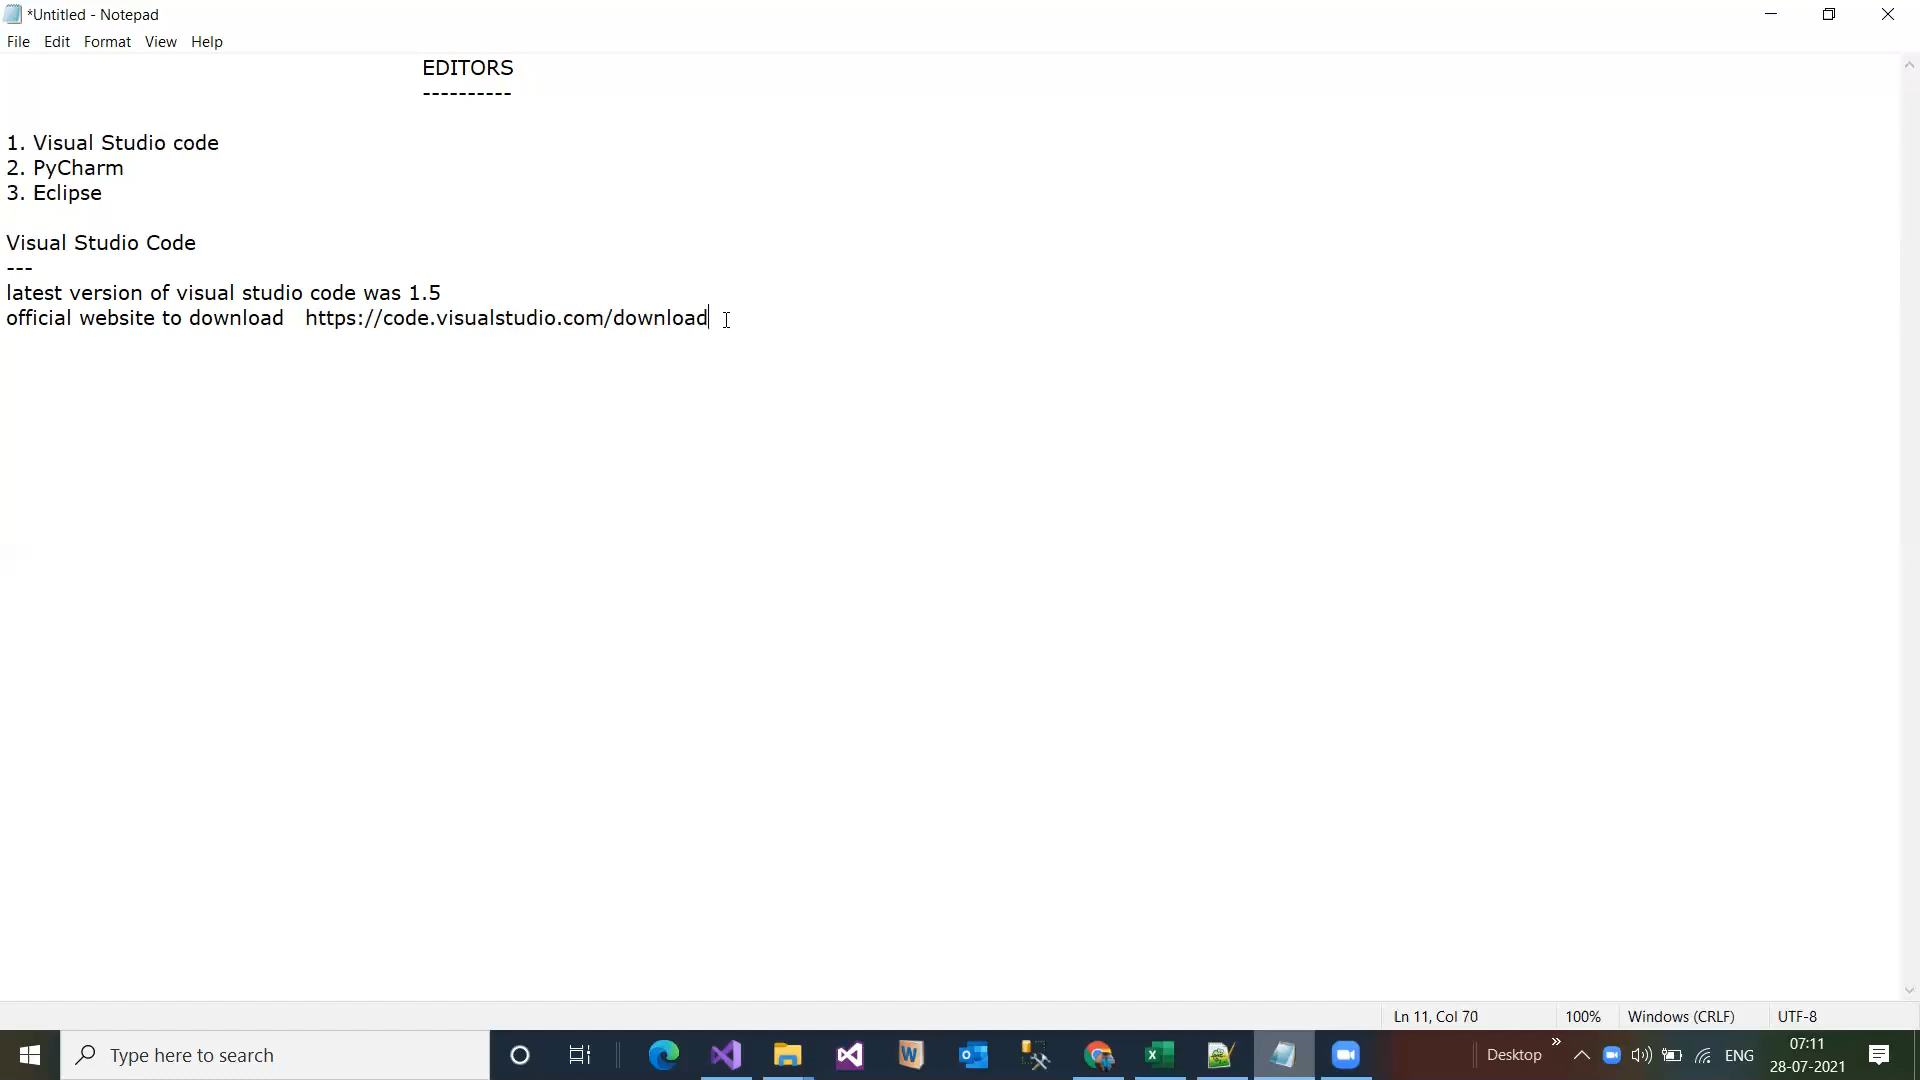 *Untitled - Notepad
File Edit Format View Help
EDITORS
----------
1. Visual Studio code
2. PyCharm
3. Eclipse
Visual Studio Code
---
latest version of visual studio code was 1.5
official website to download   https://code.visualstudio.com/download
Ln 11, Col 70 100% Windows (CRLF) UTF-8
Type here to search
Desktop
ENG
07:11
28-07-2021